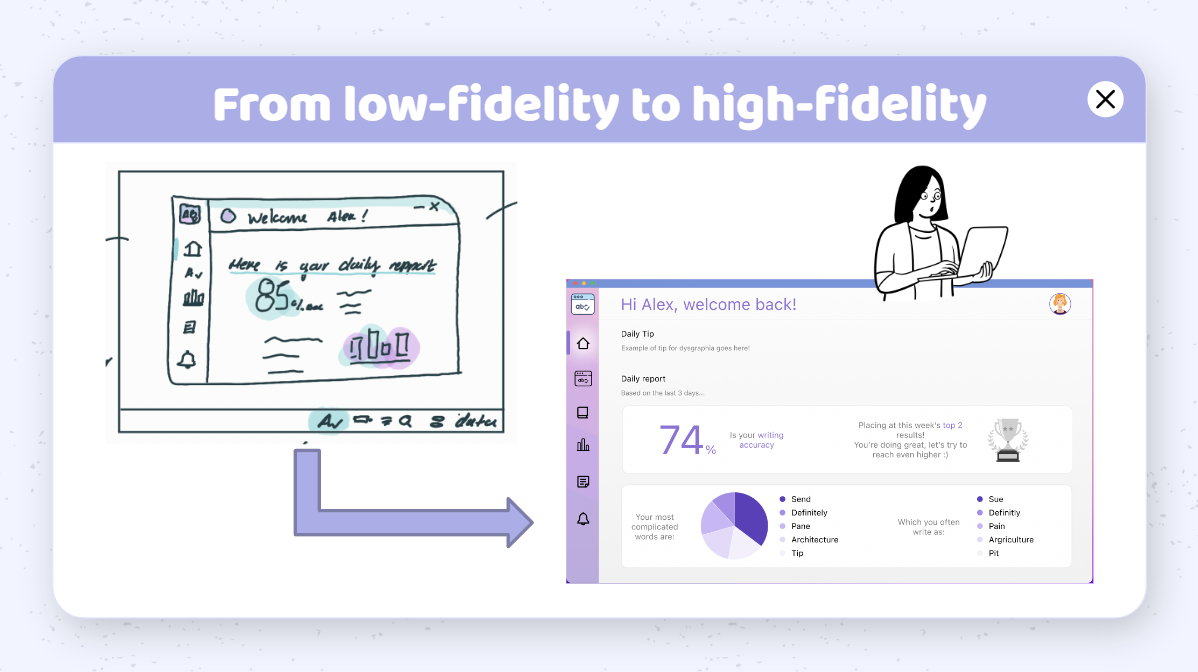 From low-fidelity to high-fidelity
Welcome Alex!
Here is your daily report
85%
Hi Alex, welcome back!
Daily Tip
Example of tip for dysgraphia goes here!
Daily report
Based on the last 3 days...
74%
Is your writing
accuracy
Placing at this week's top 2
results!
You're doing great, let's try to
reach even higher :)
Your most
complicated
words are:
Send
Definitely
Pane
Architecture
Tip
Which you often
write as:
Sue
Definitly
Pain
Argriculture
Pit